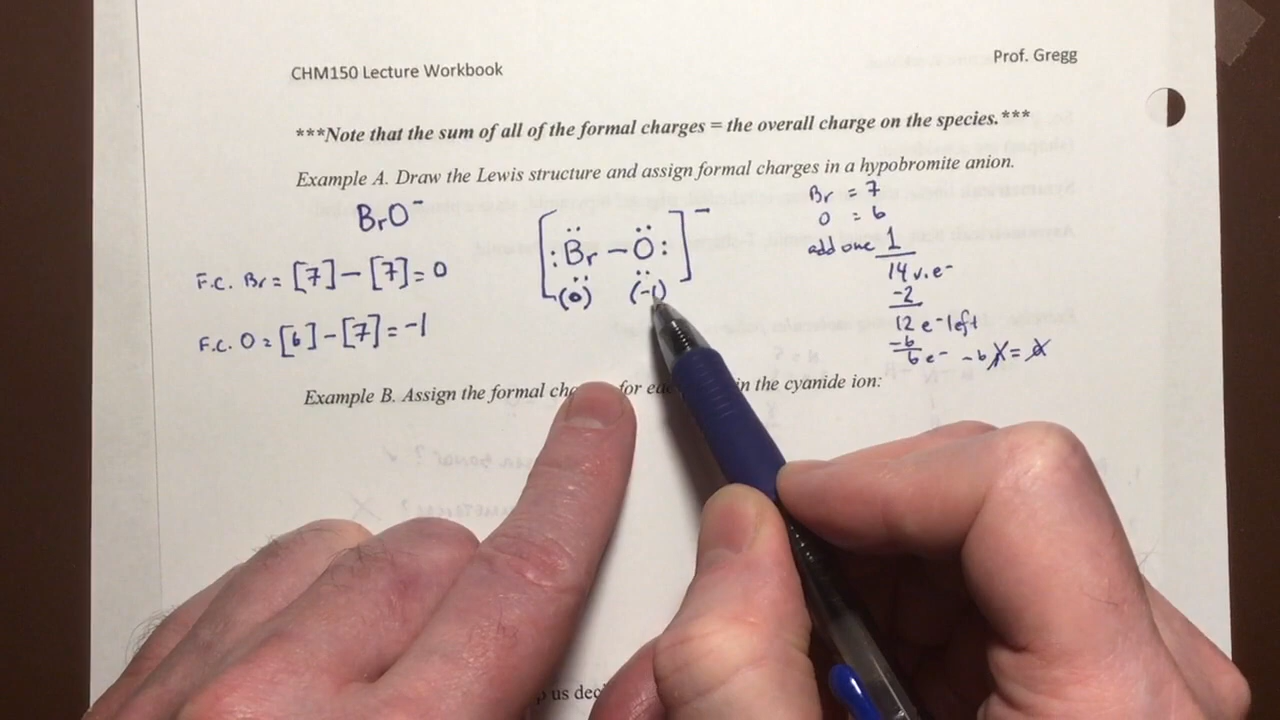 CHM150 Lecture Workbook
Prof. Gregg
***Note that the sum of all of the formal charges = the overall charge on the species.***
Example A. Draw the Lewis structure and assign formal charges in a hypobromite anion.
BrO⁻
F.C. Br = [7] − [7] = 0
F.C. O = [6] − [7] = −1
[:Br − O:]⁻
(0) (−1)
Br = 7
O = 6
add one 1
14 v.e⁻
−2
12 e⁻ left
−6
6e⁻ −6
Example B. Assign the formal for in the cyanide ion:
us